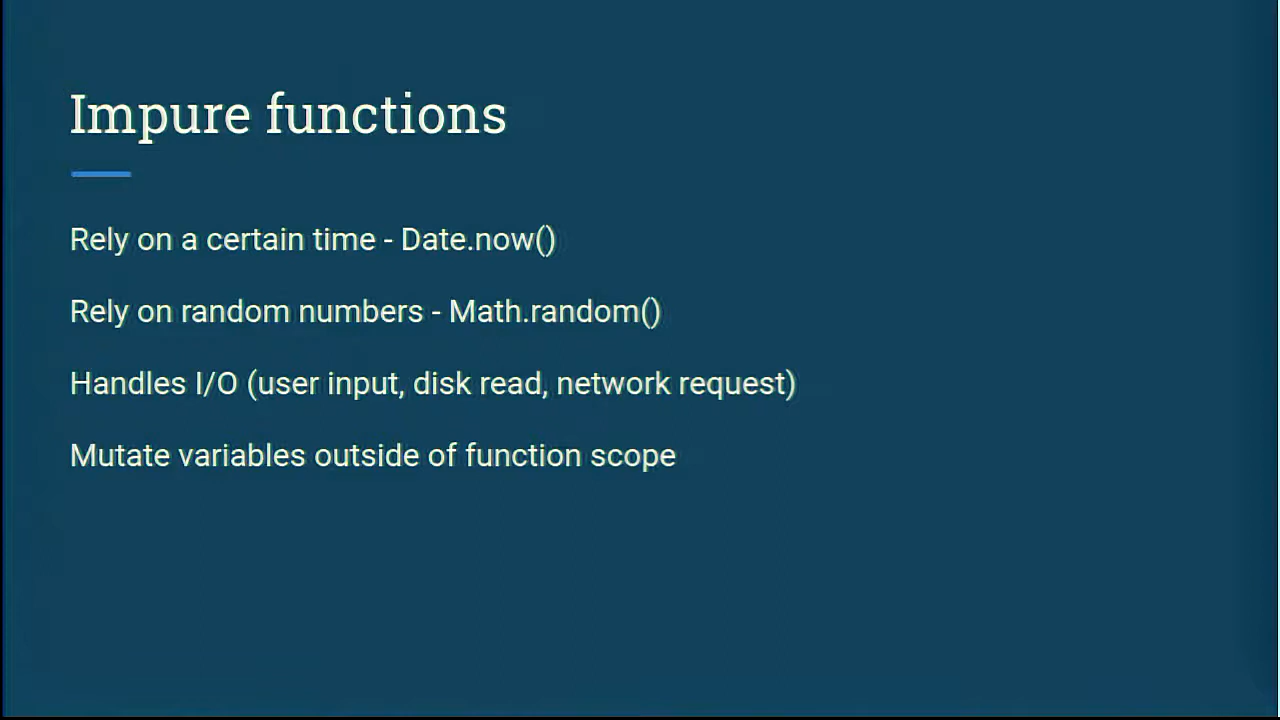 Impure functions
Rely on a certain time - Date.now()
Rely on random numbers - Math.random()
Handles I/O (user input, disk read, network request)
Mutate variables outside of function scope